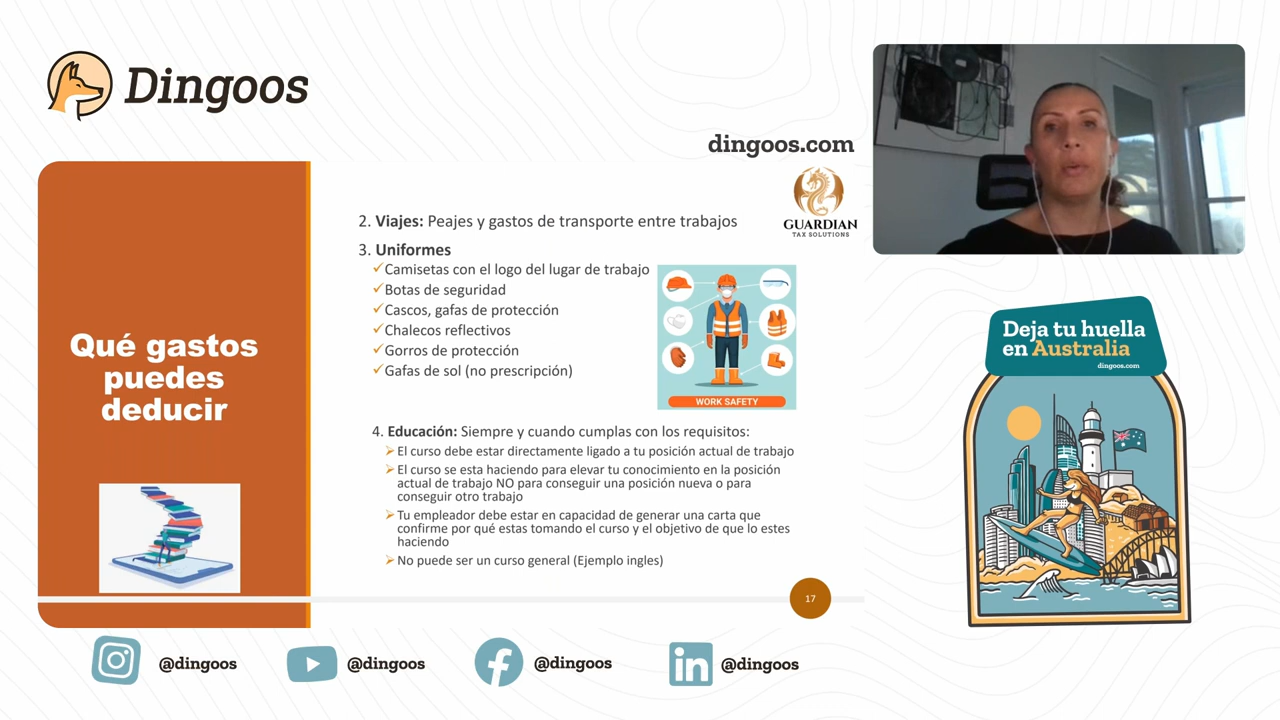 Dingoos
dingoos.com
GUARDIAN
TAX SOLUTIONS
Qué gastos
puedes
deducir
2. Viajes: Peajes y gastos de transporte entre trabajos
3. Uniformes
Camisetas con el logo del lugar de trabajo
Botas de seguridad
Cascos, gafas de protección
Chalecos reflectivos
Gorros de protección
Gafas de sol (no prescripción)
WORK SAFETY
4. Educación: Siempre y cuando cumplas con los requisitos:
El curso debe estar directamente ligado a tu posición actual de trabajo
El curso se esta haciendo para elevar tu conocimiento en la posición
actual de trabajo NO para conseguir una posición nueva o para
conseguir otro trabajo
Tu empleador debe estar en capacidad de generar una carta que
confirme por qué estas tomando el curso y el objetivo de que lo estes
haciendo
No puede ser un curso general (Ejemplo ingles)
17
Deja tu huella
en Australia
dingoos.com
@dingoos
@dingoos
@dingoos
@dingoos